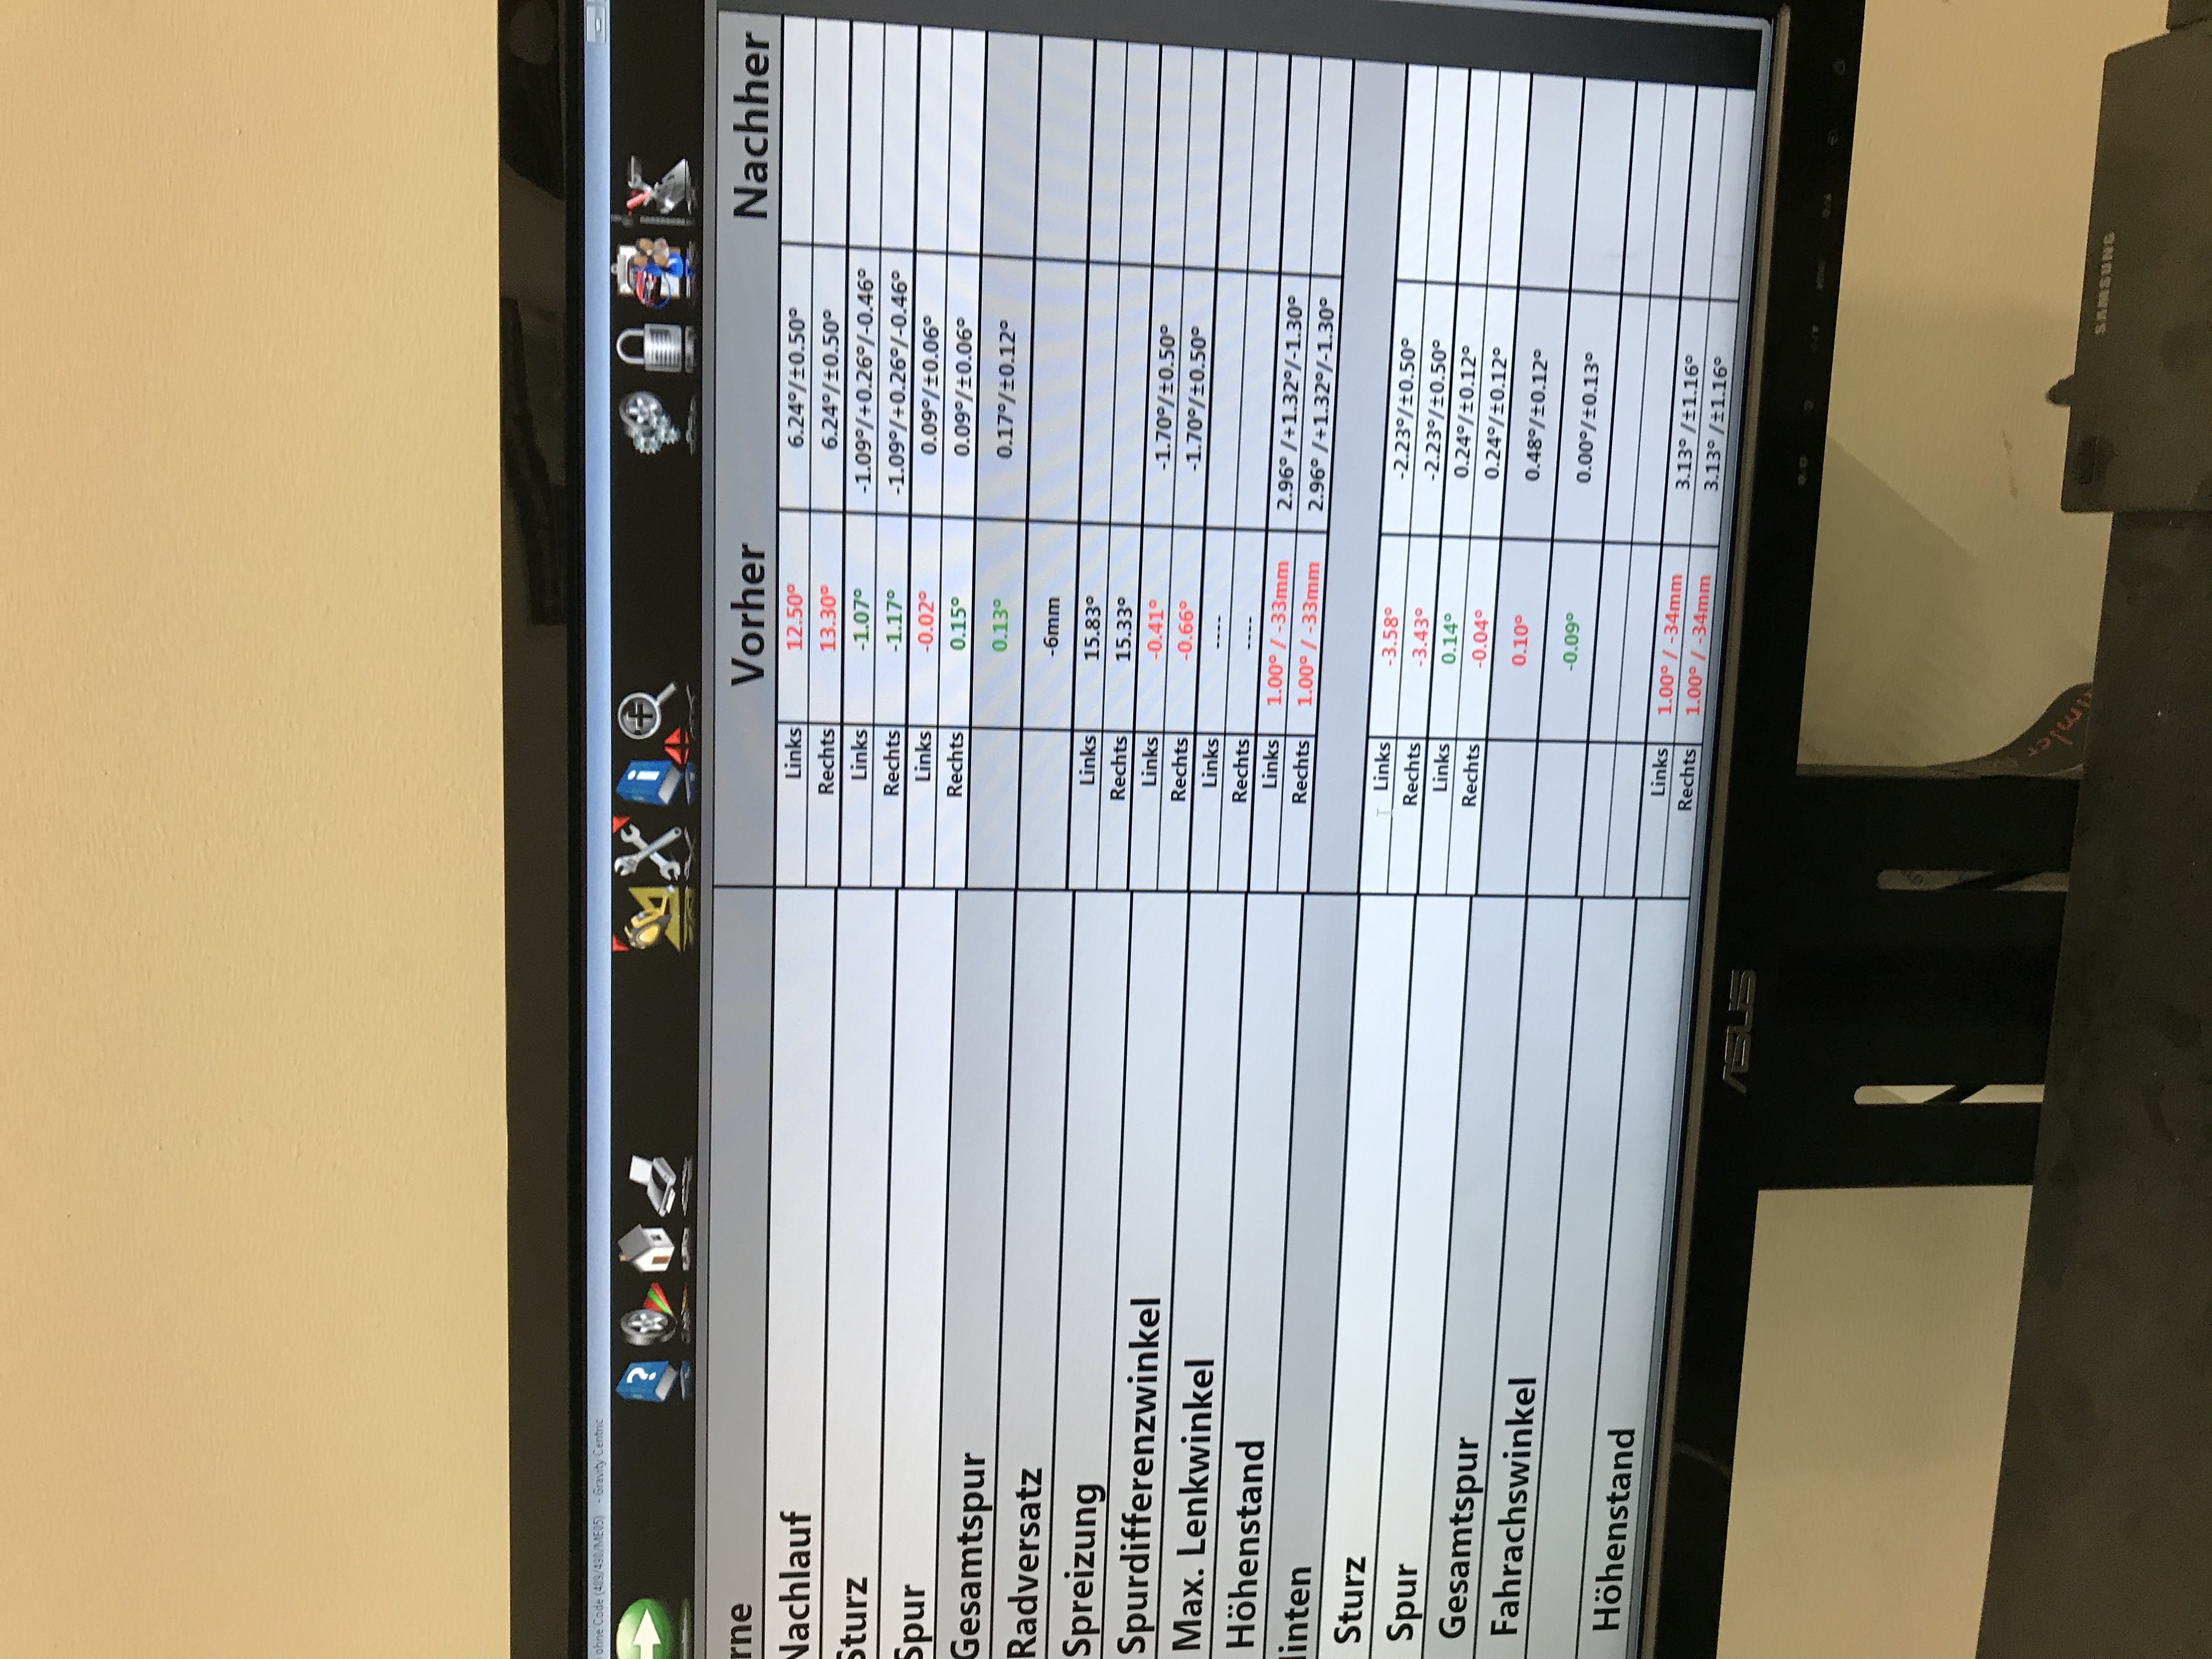 ohne Code (483/498/ME05) - Gravity Centric
rne Vorher Nachher
Nachlauf Links 12.50° 6.24°/±0.50°
Rechts 13.30° 6.24°/±0.50°
Sturz Links -1.07° -1.09°/+0.26°/-0.46°
Rechts -1.17° -1.09°/+0.26°/-0.46°
Spur Links -0.02° 0.09°/±0.06°
Rechts 0.15° 0.09°/±0.06°
Gesamtspur 0.13° 0.17°/±0.12°
Radversatz -6mm
Spreizung Links 15.83°
Rechts 15.33°
Spurdifferenzwinkel Links -0.41° -1.70°/±0.50°
Rechts -0.66° -1.70°/±0.50°
Max. Lenkwinkel Links ----
Rechts ----
Höhenstand Links 1.00° / -33mm 2.96° /+1.32°/-1.30°
Rechts 1.00° / -33mm 2.96° /+1.32°/-1.30°
inten
Sturz Links -3.58° -2.23°/±0.50°
Rechts -3.43° -2.23°/±0.50°
Spur Links 0.14° 0.24°/±0.12°
Rechts -0.04° 0.24°/±0.12°
Gesamtspur 0.10° 0.48°/±0.12°
Fahrachswinkel -0.09° 0.00°/±0.13°
Höhenstand Links 1.00° / -34mm 3.13° /±1.16°
Rechts 1.00° / -34mm 3.13° /±1.16°
ASUS
SAMSUNG